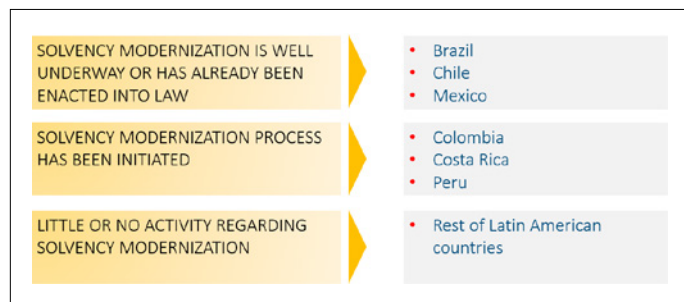 SOLVENCY MODERNIZATION IS WELL
UNDERWAY OR HAS ALREADY BEEN
ENACTED INTO LAW
• Brazil
• Chile
• Mexico
SOLVENCY MODERNIZATION PROCESS
HAS BEEN INITIATED
• Colombia
• Costa Rica
• Peru
LITTLE OR NO ACTIVITY REGARDING
SOLVENCY MODERNIZATION
• Rest of Latin American
countries